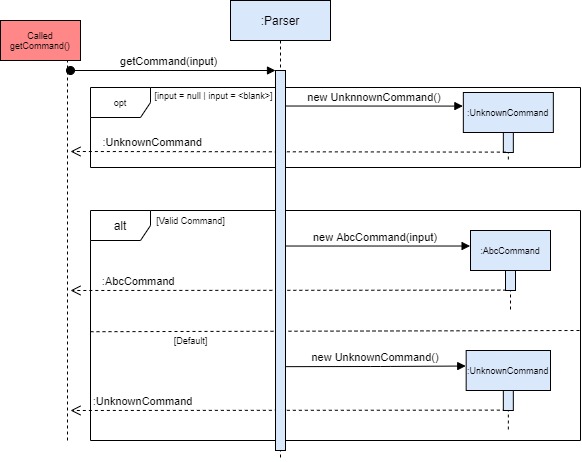 Called
getCommand()
:Parser
getCommand(input)
opt
[input = null | input = <blank>]
new UnknnownCommand()
:UnknownCommand
:UnknownCommand
alt
[Valid Command]
new AbcCommand(input)
:AbcCommand
:AbcCommand
[Default]
new UnknownCommand()
:UnknownCommand
:UnknownCommand